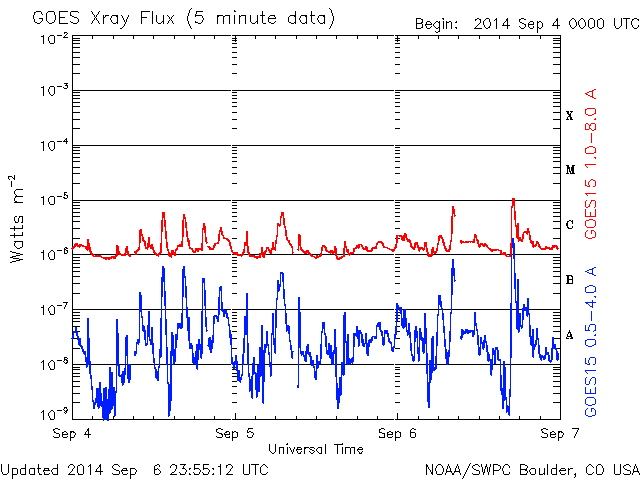 GOES Xray Flux (5 minute data)
Begin: 2014 Sep 4 0000 UTC
10-2
10-3
10-4
10-5
10-6
10-7
10-8
10-9
Watts m-2
X
M
C
B
A
GOES15 1.0-8.0 A
GOES15 0.5-4.0 A
Sep 4
Sep 5
Sep 6
Sep 7
Universal Time
Updated 2014 Sep 6 23:55:12 UTC
NOAA/SWPC Boulder, CO USA